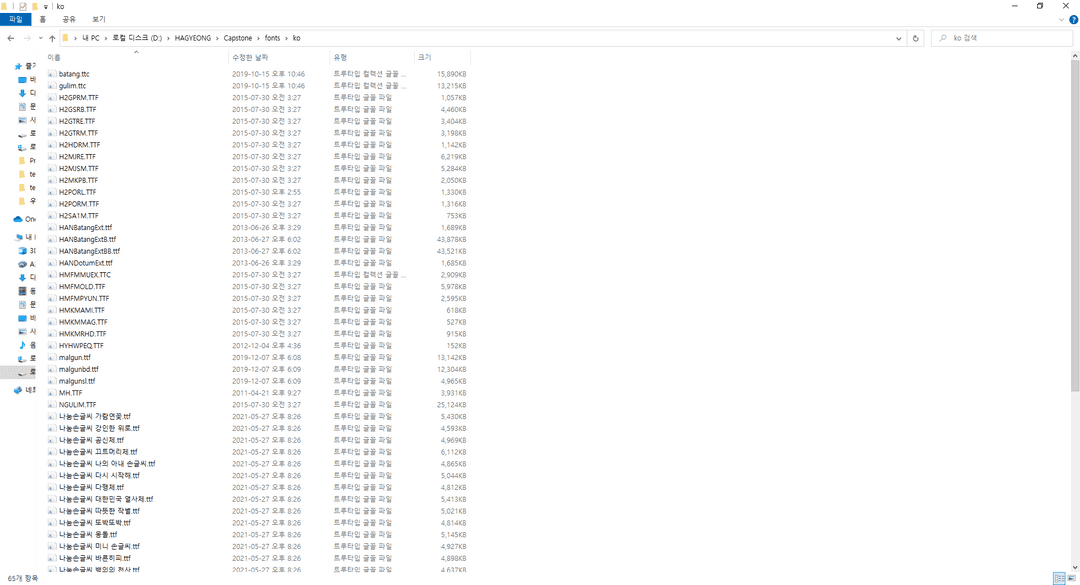 ko
파일 홈 공유 보기
내 PC > 로컬 디스크 (D:) > HAGYEONG > Capstone > fonts > ko
ko 검색
이름 수정한 날짜 유형 크기
batang.ttc 2019-10-15 오후 10:46 트루타입 컬렉션 글꼴 ... 15,890KB
gulim.ttc 2019-10-15 오후 10:46 트루타입 컬렉션 글꼴 ... 13,215KB
H2GPRM.TTF 2015-07-30 오전 3:27 트루타입 글꼴 파일 1,057KB
H2GSRB.TTF 2015-07-30 오전 3:27 트루타입 글꼴 파일 4,460KB
H2GTRE.TTF 2015-07-30 오전 3:27 트루타입 글꼴 파일 3,404KB
H2GTRM.TTF 2015-07-30 오전 3:27 트루타입 글꼴 파일 3,198KB
H2HDRM.TTF 2015-07-30 오전 3:27 트루타입 글꼴 파일 1,142KB
H2MJRE.TTF 2015-07-30 오전 3:27 트루타입 글꼴 파일 6,219KB
H2MJSM.TTF 2015-07-30 오전 3:27 트루타입 글꼴 파일 5,284KB
H2MKPB.TTF 2015-07-30 오전 3:27 트루타입 글꼴 파일 2,050KB
H2PORL.TTF 2015-07-30 오후 2:55 트루타입 글꼴 파일 1,330KB
H2PORM.TTF 2015-07-30 오전 3:27 트루타입 글꼴 파일 1,316KB
H2SA1M.TTF 2015-07-30 오전 3:27 트루타입 글꼴 파일 753KB
HANBatangExt.ttf 2013-06-26 오후 3:29 트루타입 글꼴 파일 1,689KB
HANBatangExtB.ttf 2013-06-27 오후 6:02 트루타입 글꼴 파일 43,878KB
HANBatangExtBB.ttf 2013-06-27 오후 6:02 트루타입 글꼴 파일 43,521KB
HANDotumExt.ttf 2013-06-26 오후 3:29 트루타입 글꼴 파일 1,685KB
HMFMMUEX.TTC 2015-07-30 오전 3:27 트루타입 컬렉션 글꼴 ... 2,909KB
HMFMOLD.TTF 2015-07-30 오전 3:27 트루타입 글꼴 파일 5,978KB
HMFMPYUN.TTF 2015-07-30 오전 3:27 트루타입 글꼴 파일 2,595KB
HMKMAMI.TTF 2015-07-30 오전 3:27 트루타입 글꼴 파일 618KB
HMKMMAG.TTF 2015-07-30 오전 3:27 트루타입 글꼴 파일 527KB
HMKMRHD.TTF 2015-07-30 오전 3:27 트루타입 글꼴 파일 915KB
HYHWPEQ.TTF 2012-12-04 오후 4:36 트루타입 글꼴 파일 152KB
malgun.ttf 2019-12-07 오후 6:08 트루타입 글꼴 파일 13,142KB
malgunbd.ttf 2019-12-07 오후 6:09 트루타입 글꼴 파일 12,304KB
malgunsl.ttf 2019-12-07 오후 6:09 트루타입 글꼴 파일 4,965KB
MH.TTF 2011-04-21 오후 9:27 트루타입 글꼴 파일 3,931KB
NGULIM.TTF 2015-07-30 오전 3:27 트루타입 글꼴 파일 25,124KB
나눔손글씨 가람연꽃.ttf 2021-05-27 오후 8:26 트루타입 글꼴 파일 5,430KB
나눔손글씨 강인한 위로.ttf 2021-05-27 오후 8:26 트루타입 글꼴 파일 4,593KB
나눔손글씨 곰신체.ttf 2021-05-27 오후 8:26 트루타입 글꼴 파일 4,969KB
나눔손글씨 끄트머리체.ttf 2021-05-27 오후 8:26 트루타입 글꼴 파일 6,112KB
나눔손글씨 나의 아내 손글씨.ttf 2021-05-27 오후 8:26 트루타입 글꼴 파일 4,865KB
나눔손글씨 다시 시작해.ttf 2021-05-27 오후 8:26 트루타입 글꼴 파일 5,044KB
나눔손글씨 다행체.ttf 2021-05-27 오후 8:26 트루타입 글꼴 파일 4,812KB
나눔손글씨 대한민국 열사체.ttf 2021-05-27 오후 8:26 트루타입 글꼴 파일 5,413KB
나눔손글씨 따뜻한 작별.ttf 2021-05-27 오후 8:26 트루타입 글꼴 파일 5,021KB
나눔손글씨 또박또박.ttf 2021-05-27 오후 8:26 트루타입 글꼴 파일 4,814KB
나눔손글씨 몽돌.ttf 2021-05-27 오후 8:26 트루타입 글꼴 파일 5,145KB
나눔손글씨 미니 손글씨.ttf 2021-05-27 오후 8:26 트루타입 글꼴 파일 4,927KB
나눔손글씨 바른히피.ttf 2021-05-27 오후 8:26 트루타입 글꼴 파일 4,898KB
나눔손글씨 백의의 천사.ttf 2021-05-27 오후 8:26 트루타입 글꼴 파일 4,637KB
65개 항목